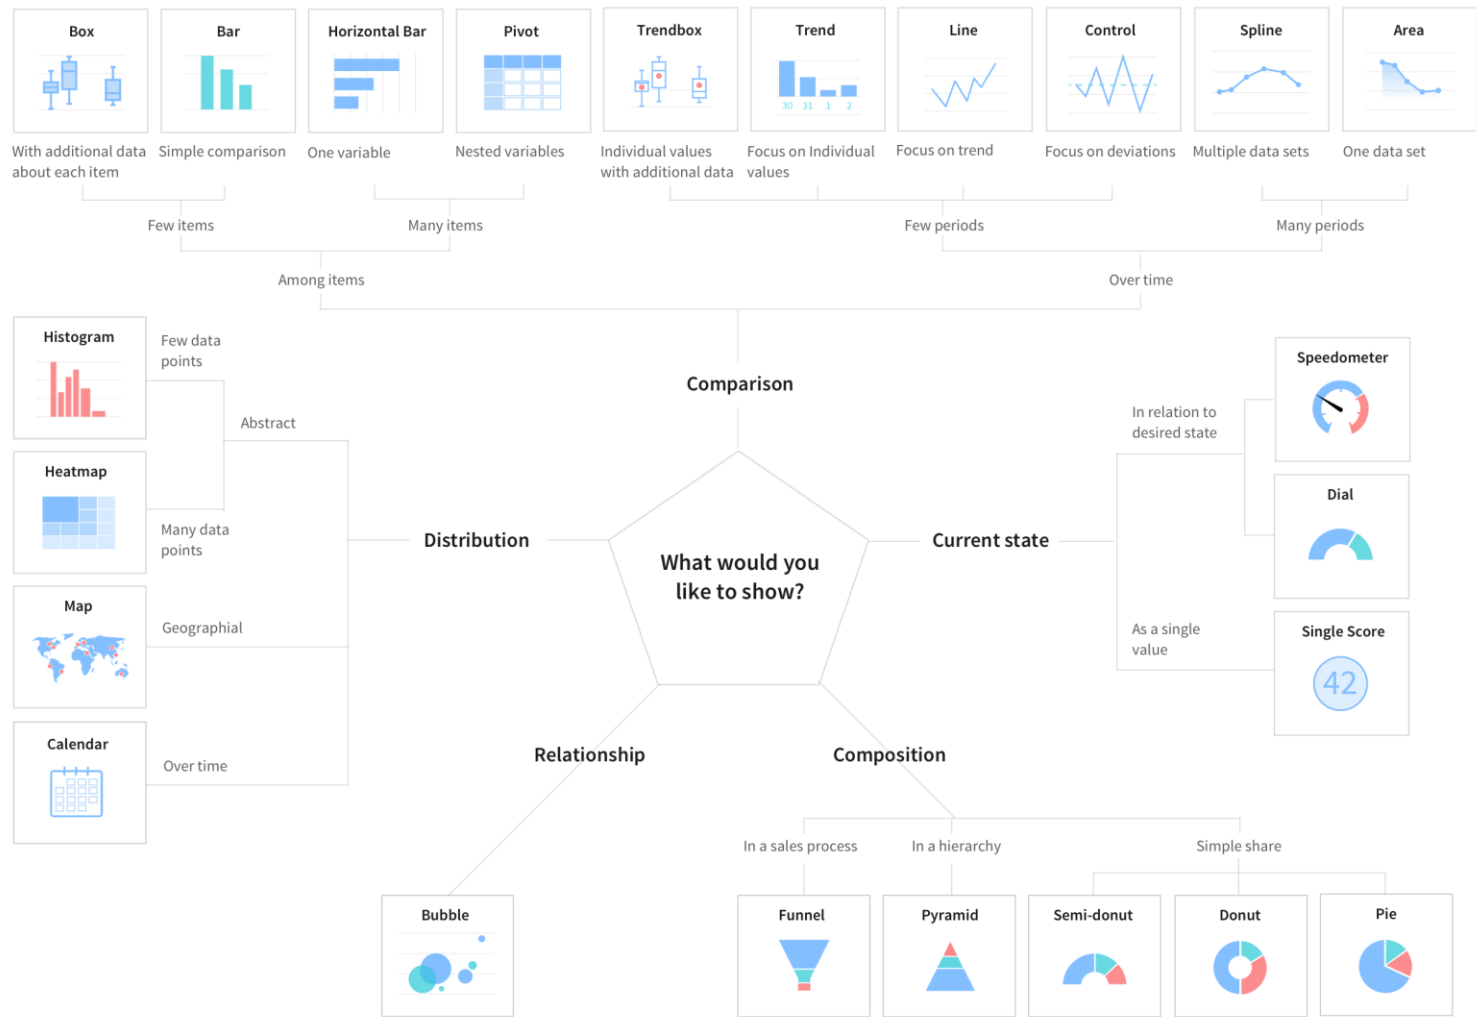 Box
Bar
Horizontal Bar
Pivot
Trendbox
Trend
Line
Control
Spline
Area
30 31 1 2
With additional data
about each item
Simple comparison
One variable
Nested variables
Individual values
with additional data
Focus on Individual
values
Focus on trend
Focus on deviations
Multiple data sets
One data set
Few items
Many items
Few periods
Many periods
Among items
Over time
Comparison
Histogram
Few data
points
Abstract
Heatmap
Many data
points
Distribution
Map
Geographial
Calendar
Over time
What would you
like to show?
Current state
In relation to
desired state
Speedometer
Dial
As a single
value
Single Score
42
Relationship
Composition
Bubble
In a sales process
In a hierarchy
Simple share
Funnel
Pyramid
Semi-donut
Donut
Pie